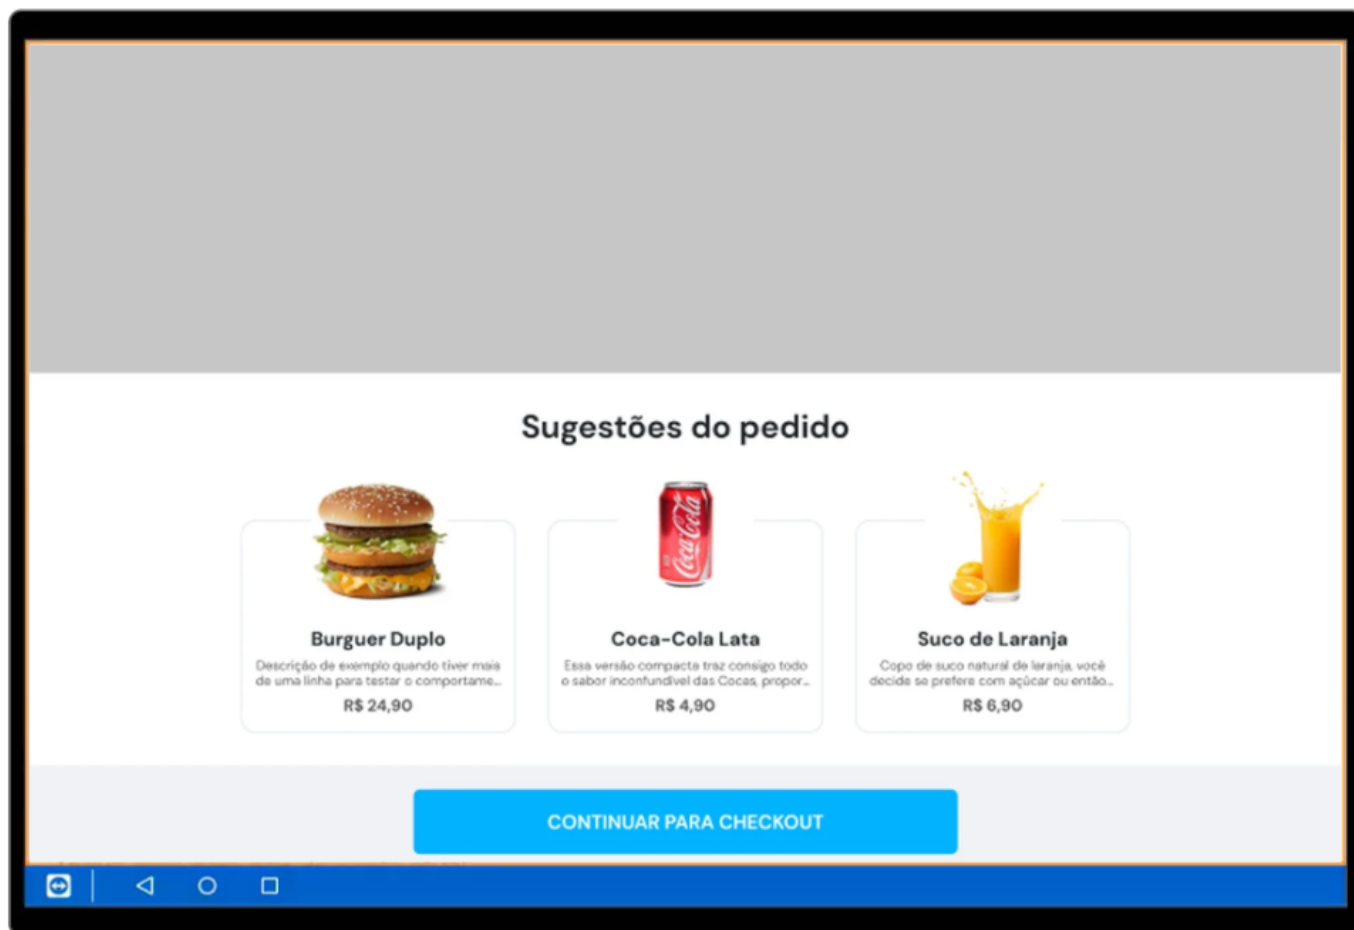 Sugestões do pedido
Coca-Cola
Burguer Duplo
Descrição de exemplo quando tiver mais
de uma linha para testar o comportame...
R$ 24,90
Coca-Cola Lata
Essa versão compacta traz consigo todo
o sabor inconfundível das Cocas, propor...
R$ 4,90
Suco de Laranja
Copo de suco natural de laranja, você
decide se prefere com açúcar ou então...
R$ 6,90
CONTINUAR PARA CHECKOUT